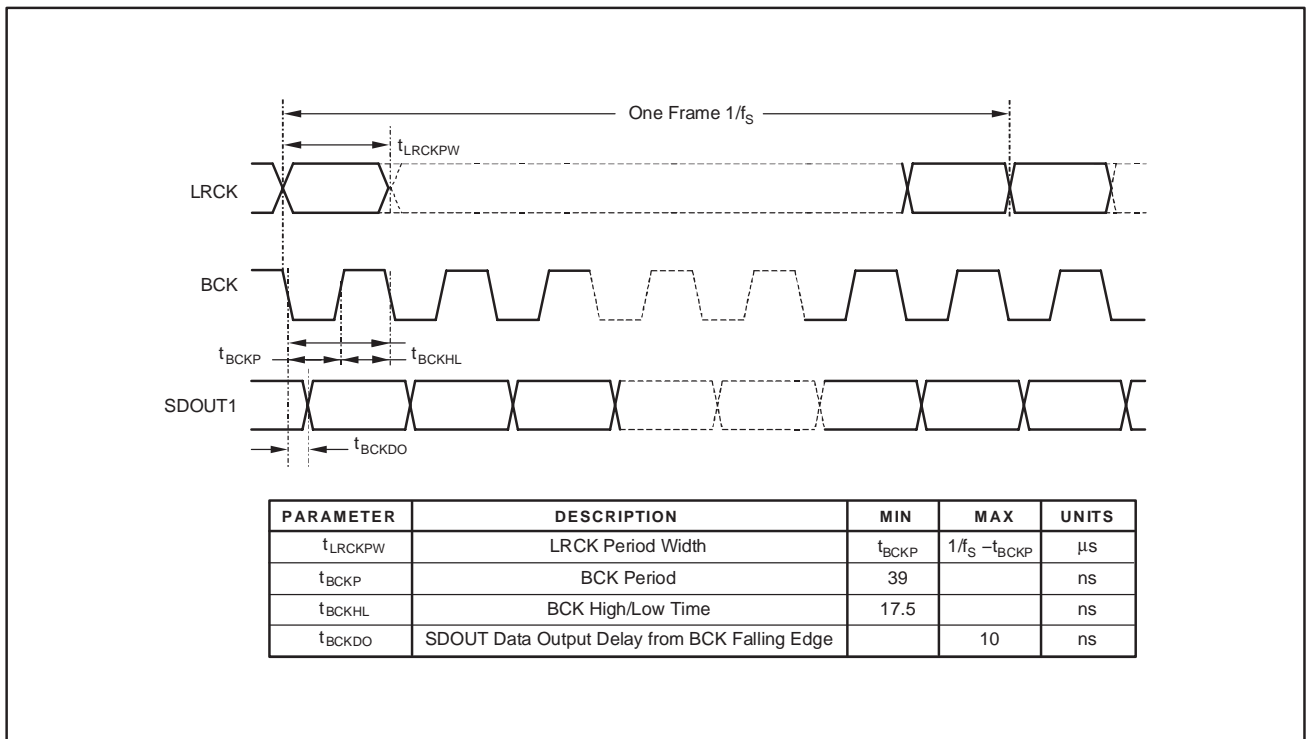 One Frame 1/fS
tLRCKPW
LRCK
BCK
tBCKP
tBCKHL
SDOUT1
tBCKDO
PARAMETER DESCRIPTION MIN MAX UNITS
tLRCKPW LRCK Period Width tBCKP 1/fS –tBCKP µs
tBCKP BCK Period 39 ns
tBCKHL BCK High/Low Time 17.5 ns
tBCKDO SDOUT Data Output Delay from BCK Falling Edge 10 ns